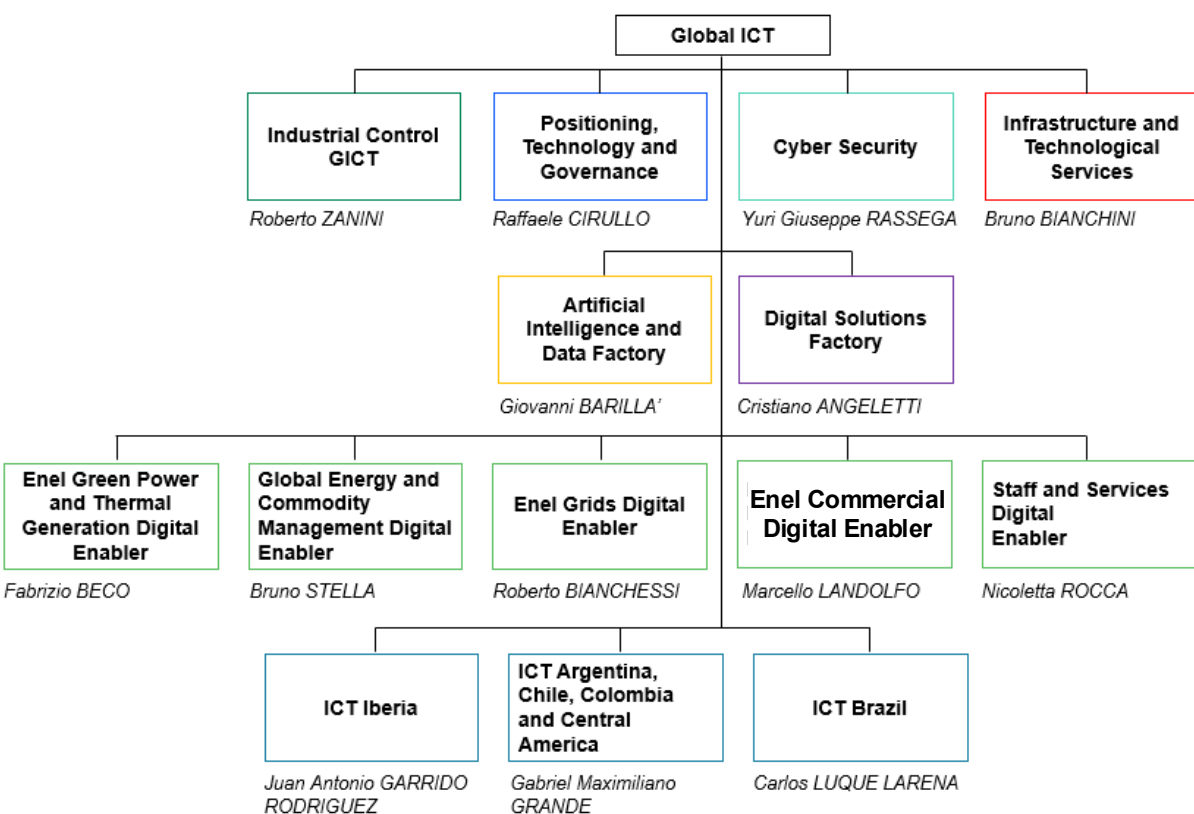 Global ICT
Industrial Control
GICT
Roberto ZANINI
Positioning,
Technology and
Governance
Raffaele CIRULLO
Cyber Security
Yuri Giuseppe RASSEGA
Infrastructure and
Technological
Services
Bruno BIANCHINI
Artificial
Intelligence and
Data Factory
Giovanni BARILLA'
Digital Solutions
Factory
Cristiano ANGELETTI
Enel Green Power
and Thermal
Generation Digital
Enabler
Fabrizio BECO
Global Energy and
Commodity
Management Digital
Enabler
Bruno STELLA
Enel Grids Digital
Enabler
Roberto BIANCHESSI
Enel Commercial
Digital Enabler
Marcello LANDOLFO
Staff and Services
Digital
Enabler
Nicoletta ROCCA
ICT Iberia
Juan Antonio GARRIDO
RODRIGUEZ
ICT Argentina,
Chile, Colombia
and Central
America
Gabriel Maximiliano
GRANDE
ICT Brazil
Carlos LUQUE LARENA